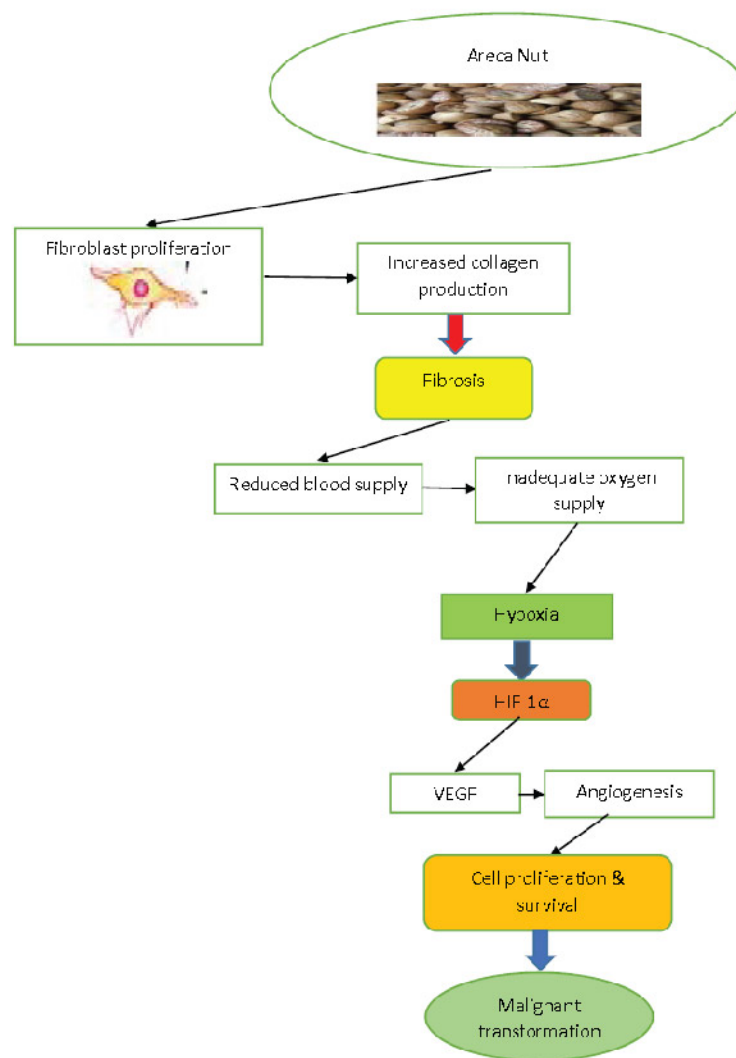 Areca Nut
Fibroblast proliferation
Increased collagen
production
Fibrosis
Reduced blood supply
nadequate oxygen
supply
Hypoxia
HIF 1α
VEGF
Angiogenesis
Cell proliferation &
survival
Malignant
transformation